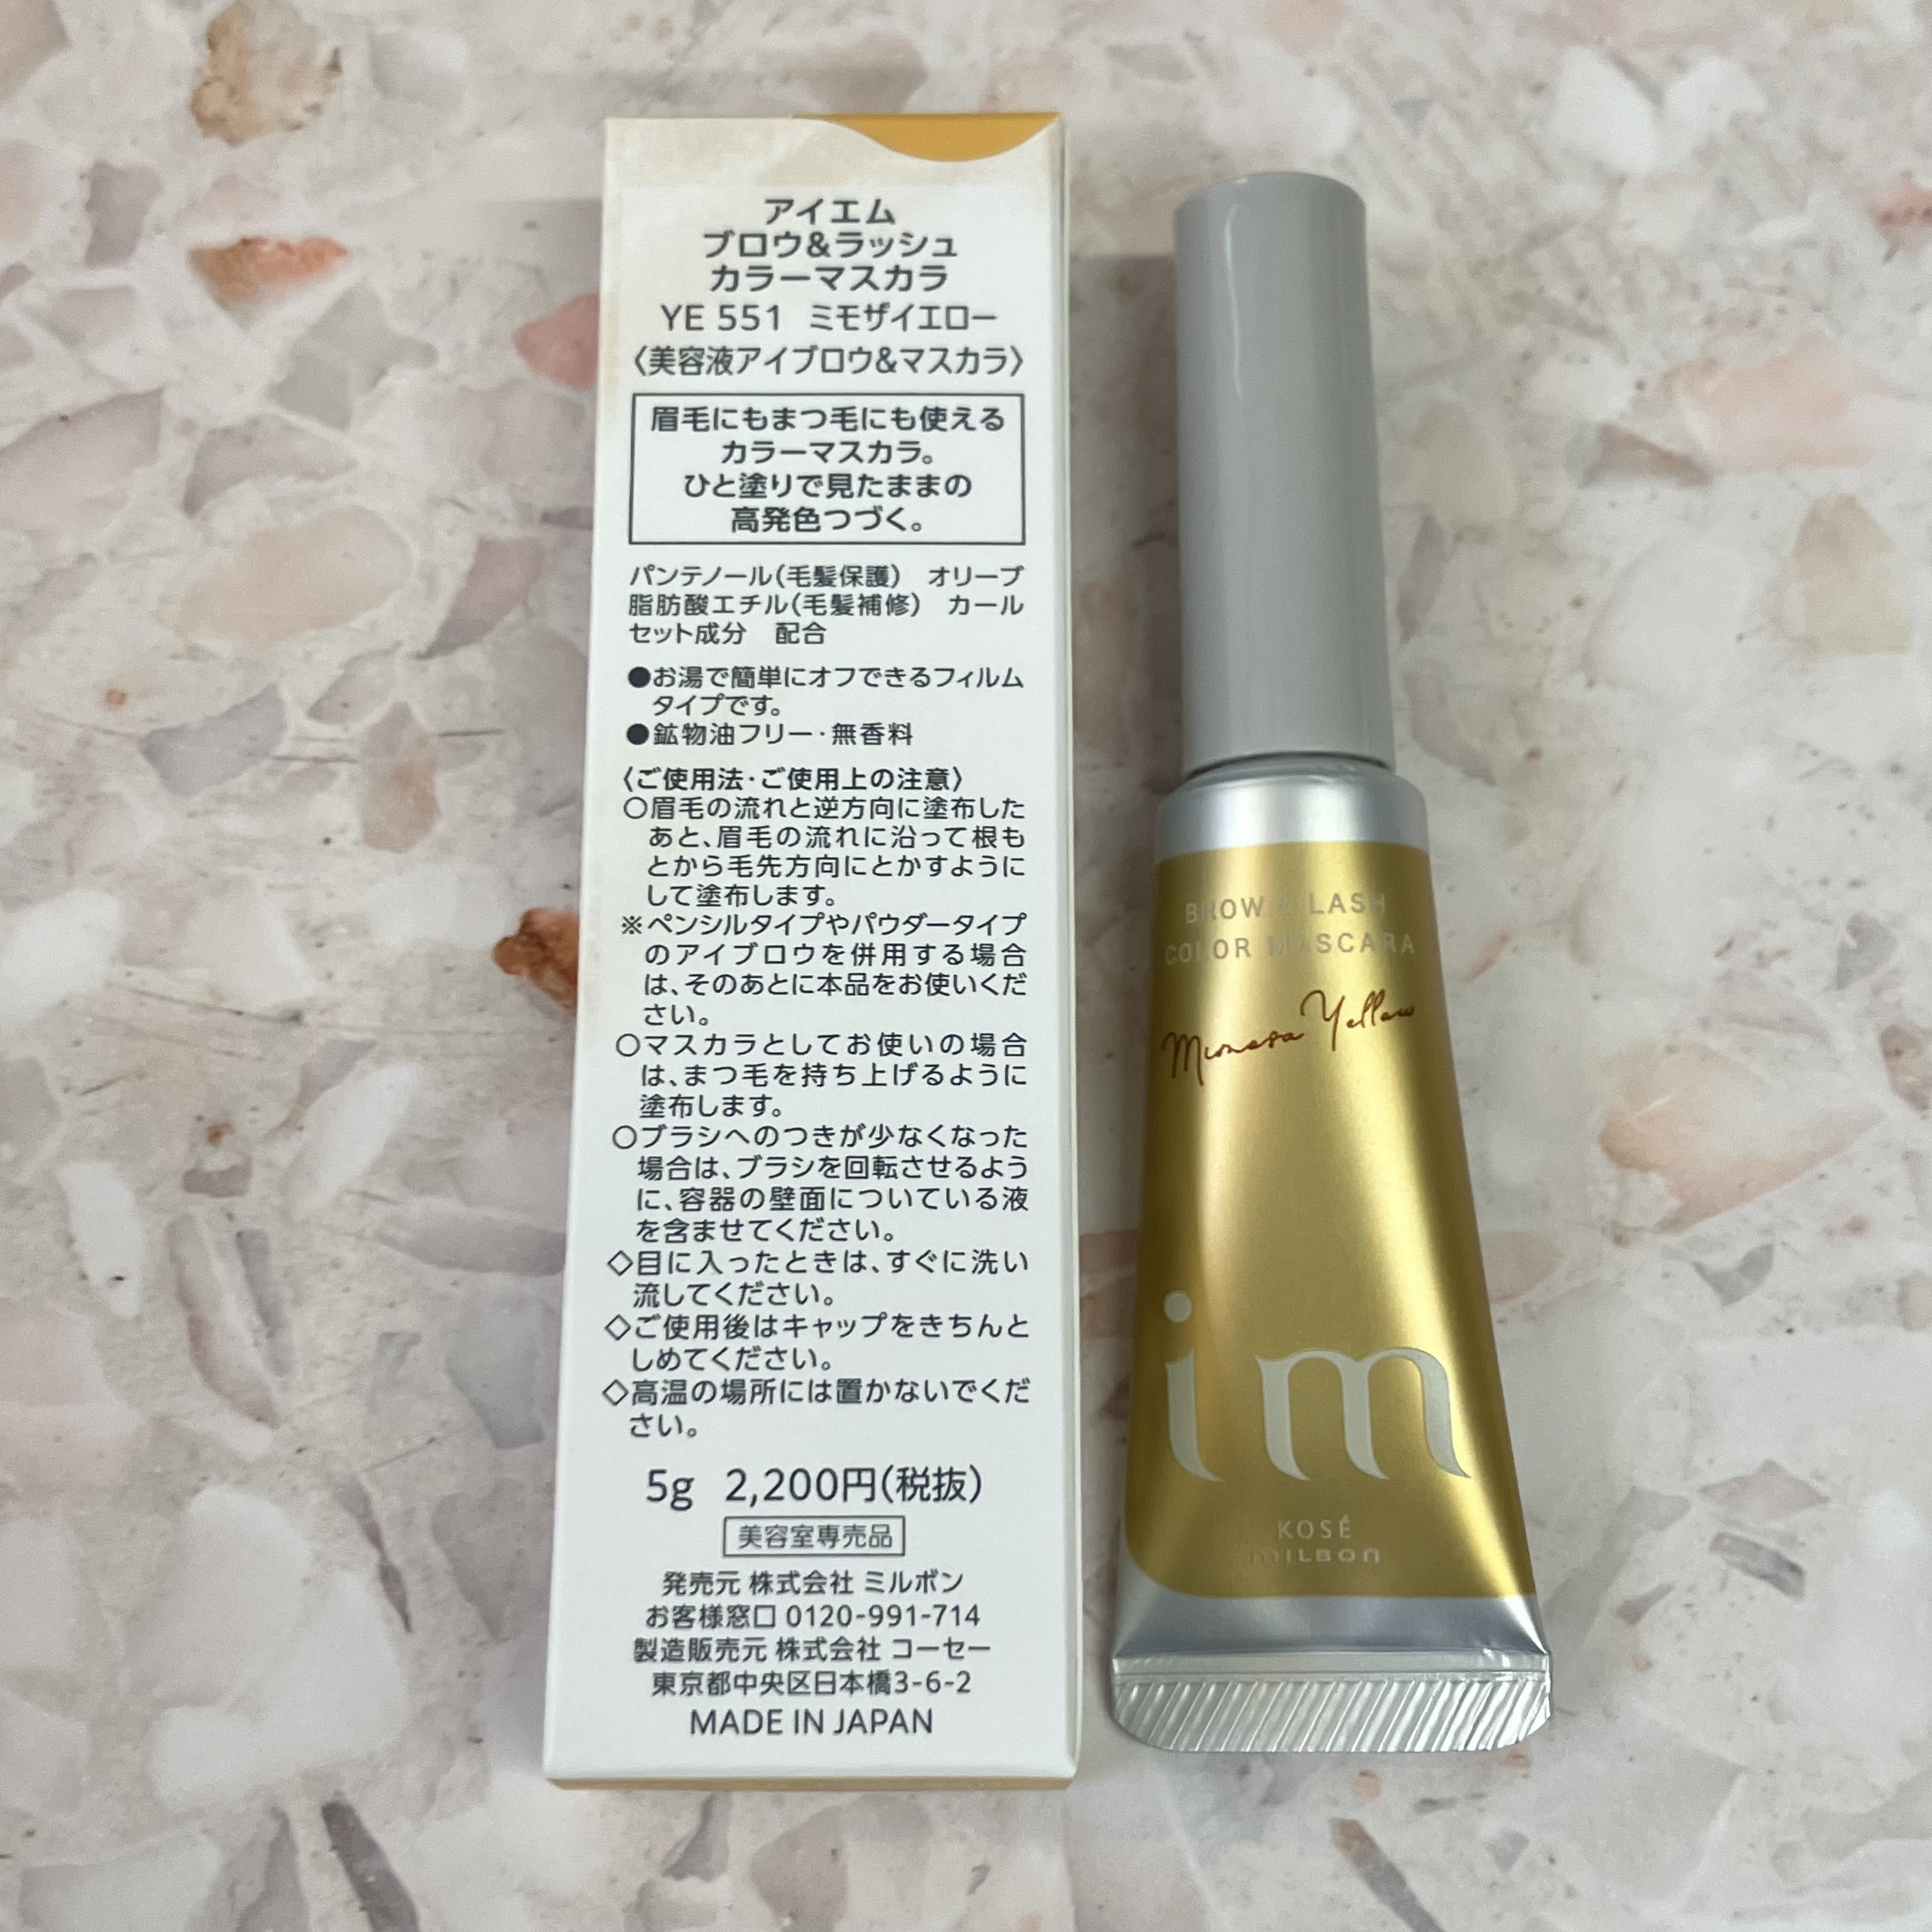 アイエム
ブロウ&ラッシュ
カラーマスカラ
YE 551 ミモザイエロー
〈美容液アイブロウ&マスカラ〉
眉毛にもまつ毛にも使える
カラーマスカラ。
ひと塗りで見たままの
高発色つづく。
パンテノール(毛髪保護) オリーブ
脂肪酸エチル(毛髪補修) カール
セット成分 配合
●お湯で簡単にオフできるフィルム
タイプです。
●鉱物油フリー·無香料
〈ご使用法·ご使用上の注意〉
○眉毛の流れと逆方向に塗布した
あと、眉毛の流れに沿って根も
とから毛先方向にとかすように
して塗布します。
※ペンシルタイプやパウダータイプ
のアイブロウを併用する場合
は、そのあとに本品をお使いくだ
さい。
○マスカラとしてお使いの場合
は、まつ毛を持ち上げるように
塗布します。
○ブラシへのつきが少なくなった
場合は、ブラシを回転させるよう
に、容器の壁面についている液
を含ませてください。
◇目に入ったときは、すぐに洗い
流してください。
◇ご使用後はキャップをきちんと
しめてください。
◇高温の場所には置かないでくだ
さい。
5g 2,200円(税抜)
美容室専売品
発売元 株式会社 ミルボン
お客様窓口 0120-991-714
製造販売元 株式会社 コーセー
東京都中央区日本橋3-6-2
MADE IN JAPAN
BROW & LASH
COLOR MASCARA
Mimosa Yellow
im
KOSÉ
milbon